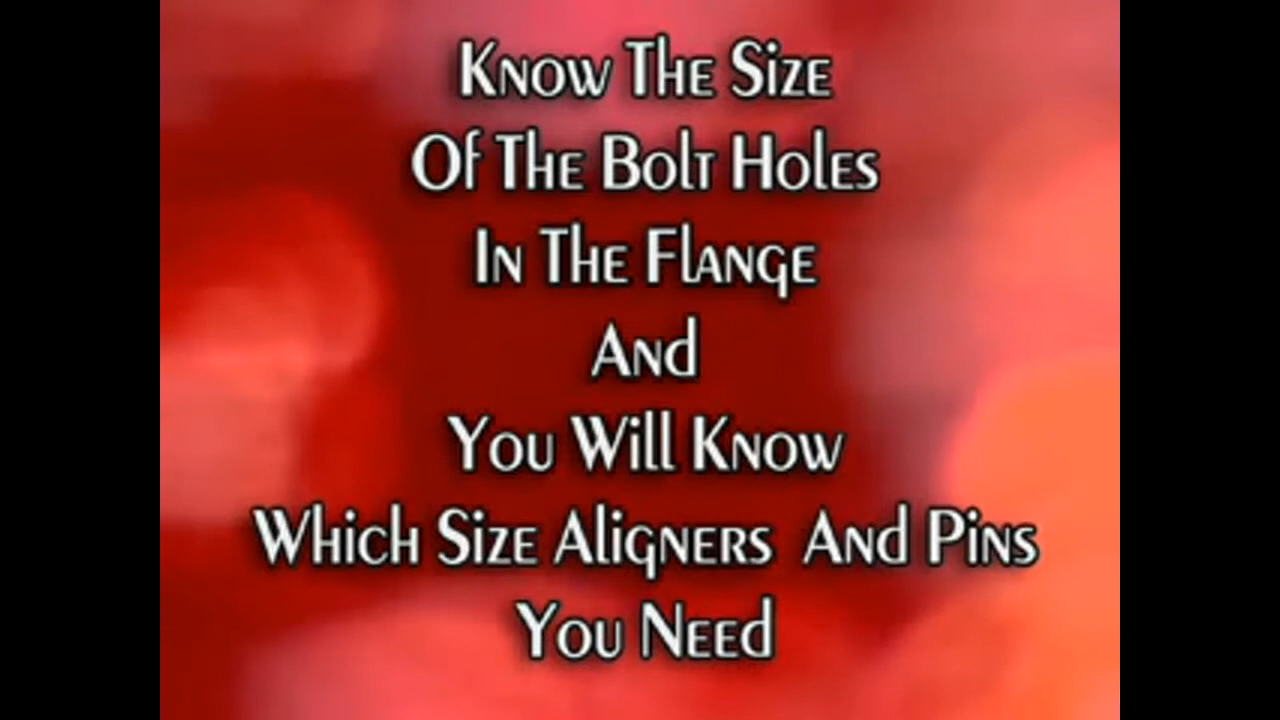 Know The Size
Of The Bolt Holes
In The Flange
And
You Will Know
Which Size Aligners And Pins
You Need